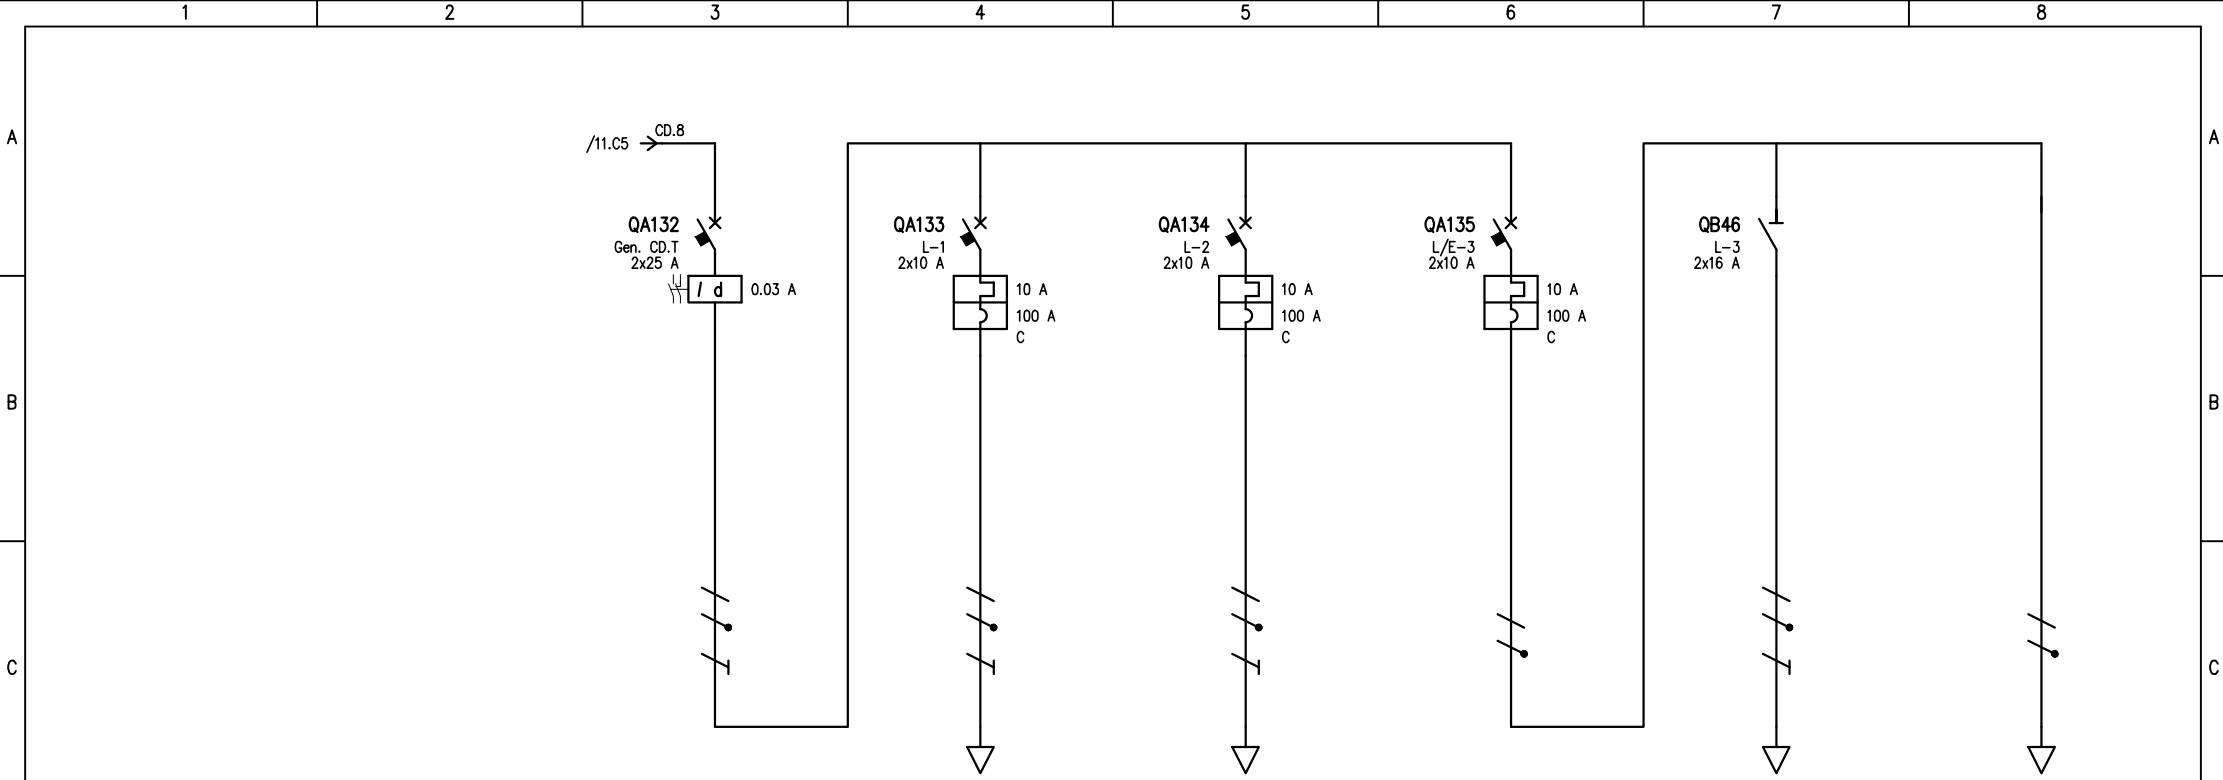 1 2 3 4 5 6 7 8
A A
CD.8
/11.C5
QA132 QA133 QA134 QA135 QB46
Gen. CD.T L-1 L-2 L/E-3 L-3
2x25 A 2x10 A 2x10 A 2x10 A 2x16 A
I d 0.03 A 10 A 10 A 10 A
100 A 100 A 100 A
C C C
B B
C C